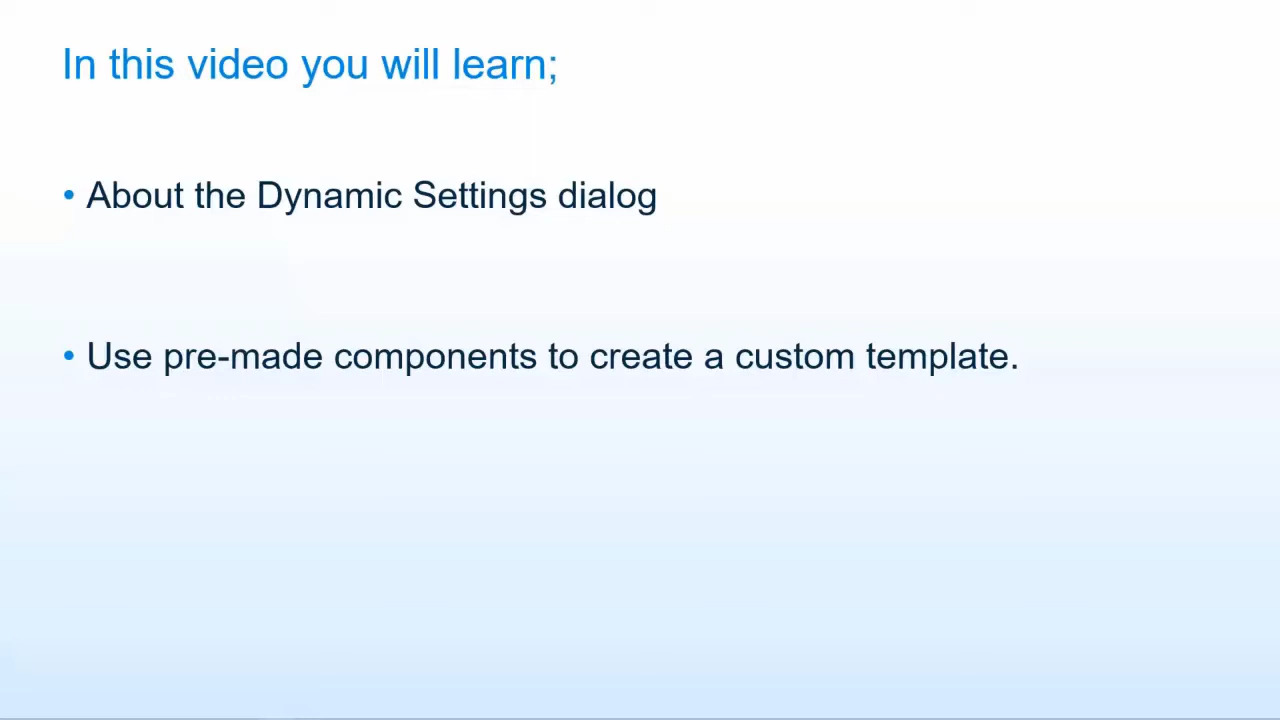 In this video you will learn;
• About the Dynamic Settings dialog
• Use pre-made components to create a custom template.